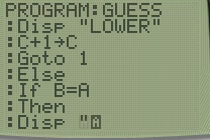 PROGRAM:GUESS
:Disp "LOWER"
:C+1→C
:Goto 1
:Else
:If B=A
:Then
:Disp "